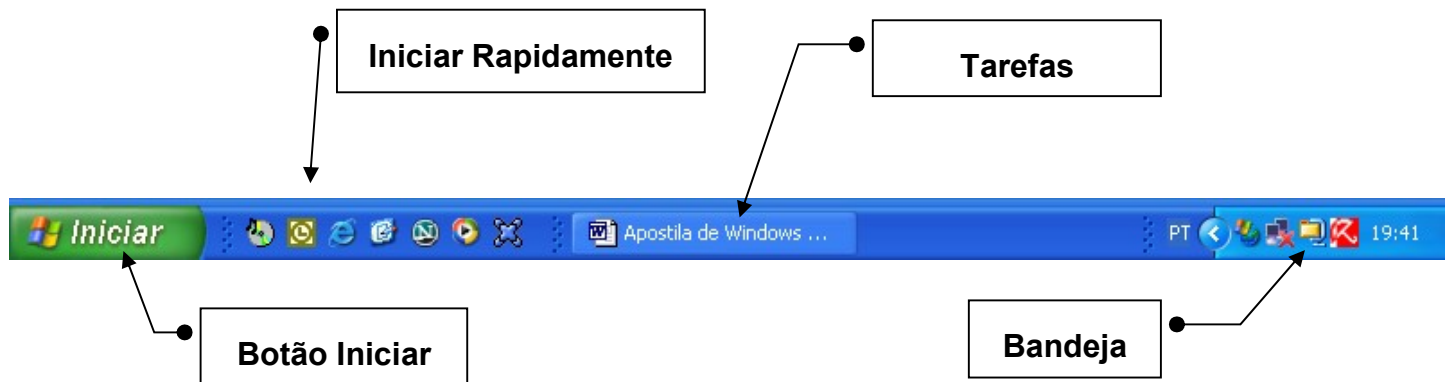 Iniciar Rapidamente
Tarefas
Iniciar
Apostila de Windows ...
PT
19:41
Botão Iniciar
Bandeja